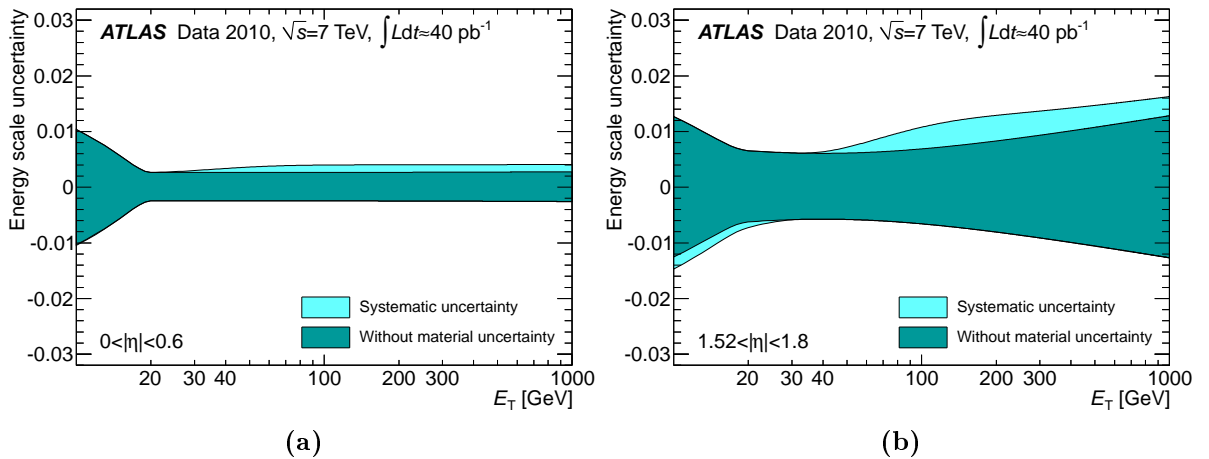 ATLAS Data 2010, √s=7 TeV, ∫Ldt≈40 pb⁻¹
Energy scale uncertainty
0.03
0.02
0.01
0
-0.01
-0.02
-0.03
Systematic uncertainty
Without material uncertainty
0<|η|<0.6
20 30 40 100 200 300 1000
E_T [GeV]
(a)
ATLAS Data 2010, √s=7 TeV, ∫Ldt≈40 pb⁻¹
Energy scale uncertainty
0.03
0.02
0.01
0
-0.01
-0.02
-0.03
Systematic uncertainty
Without material uncertainty
1.52<|η|<1.8
20 30 40 100 200 300 1000
E_T [GeV]
(b)